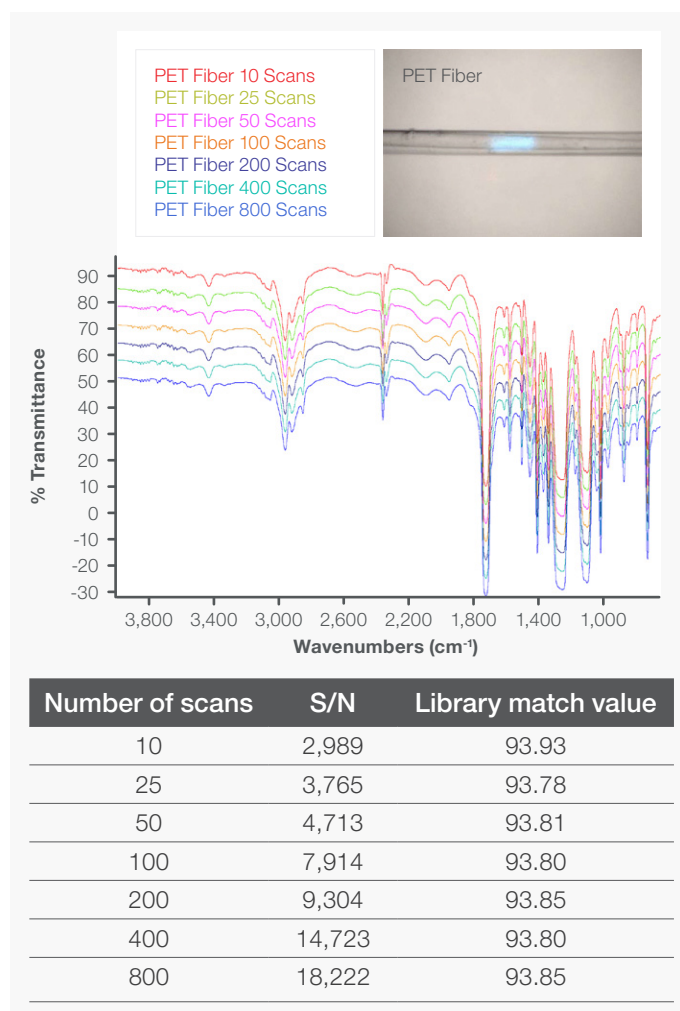 PET Fiber 10 Scans
PET Fiber 25 Scans
PET Fiber 50 Scans
PET Fiber 100 Scans
PET Fiber 200 Scans
PET Fiber 400 Scans
PET Fiber 800 Scans
PET Fiber
% Transmittance
90
80
70
60
50
40
30
20
10
0
-10
-20
-30
3,800 3,400 3,000 2,600 2,200 1,800 1,400 1,000
Wavenumbers (cm⁻¹)
Number of scans S/N Library match value
10 2,989 93.93
25 3,765 93.78
50 4,713 93.81
100 7,914 93.80
200 9,304 93.85
400 14,723 93.80
800 18,222 93.85